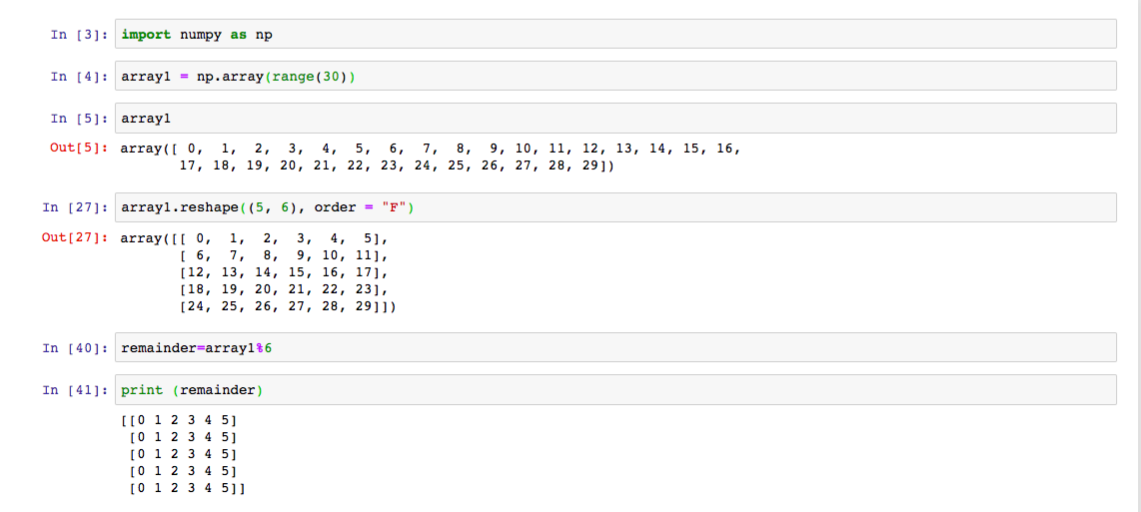 In [3]: import numpy as np
In [4]: array1 = np.array(range(30))
In [5]: array1
Out[5]: array([ 0,  1,  2,  3,  4,  5,  6,  7,  8,  9, 10, 11, 12, 13, 14, 15, 16,
       17, 18, 19, 20, 21, 22, 23, 24, 25, 26, 27, 28, 29])
In [27]: array1.reshape((5, 6), order = "F")
Out[27]: array([[ 0,  1,  2,  3,  4,  5],
       [ 6,  7,  8,  9, 10, 11],
       [12, 13, 14, 15, 16, 17],
       [18, 19, 20, 21, 22, 23],
       [24, 25, 26, 27, 28, 29]])
In [40]: remainder=array1%6
In [41]: print (remainder)
[[0 1 2 3 4 5]
 [0 1 2 3 4 5]
 [0 1 2 3 4 5]
 [0 1 2 3 4 5]
 [0 1 2 3 4 5]]